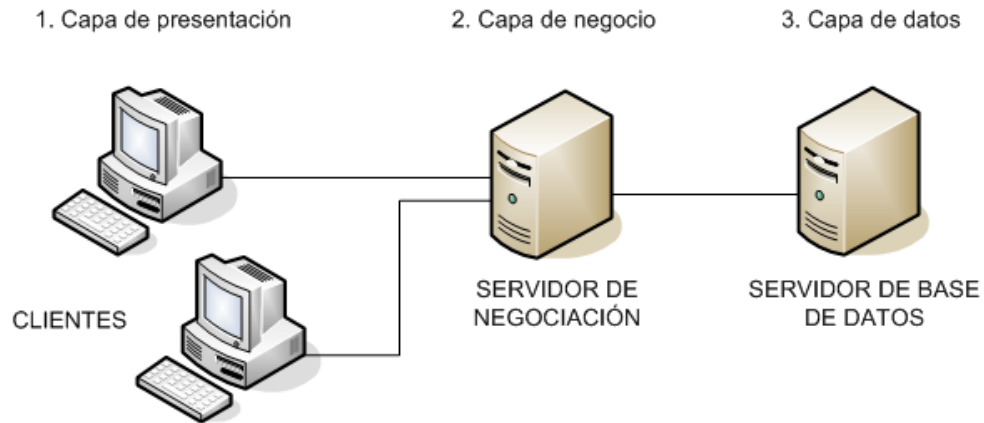 1. Capa de presentación
2. Capa de negocio
3. Capa de datos
CLIENTES
SERVIDOR DE
NEGOCIACIÓN
SERVIDOR DE BASE
DE DATOS